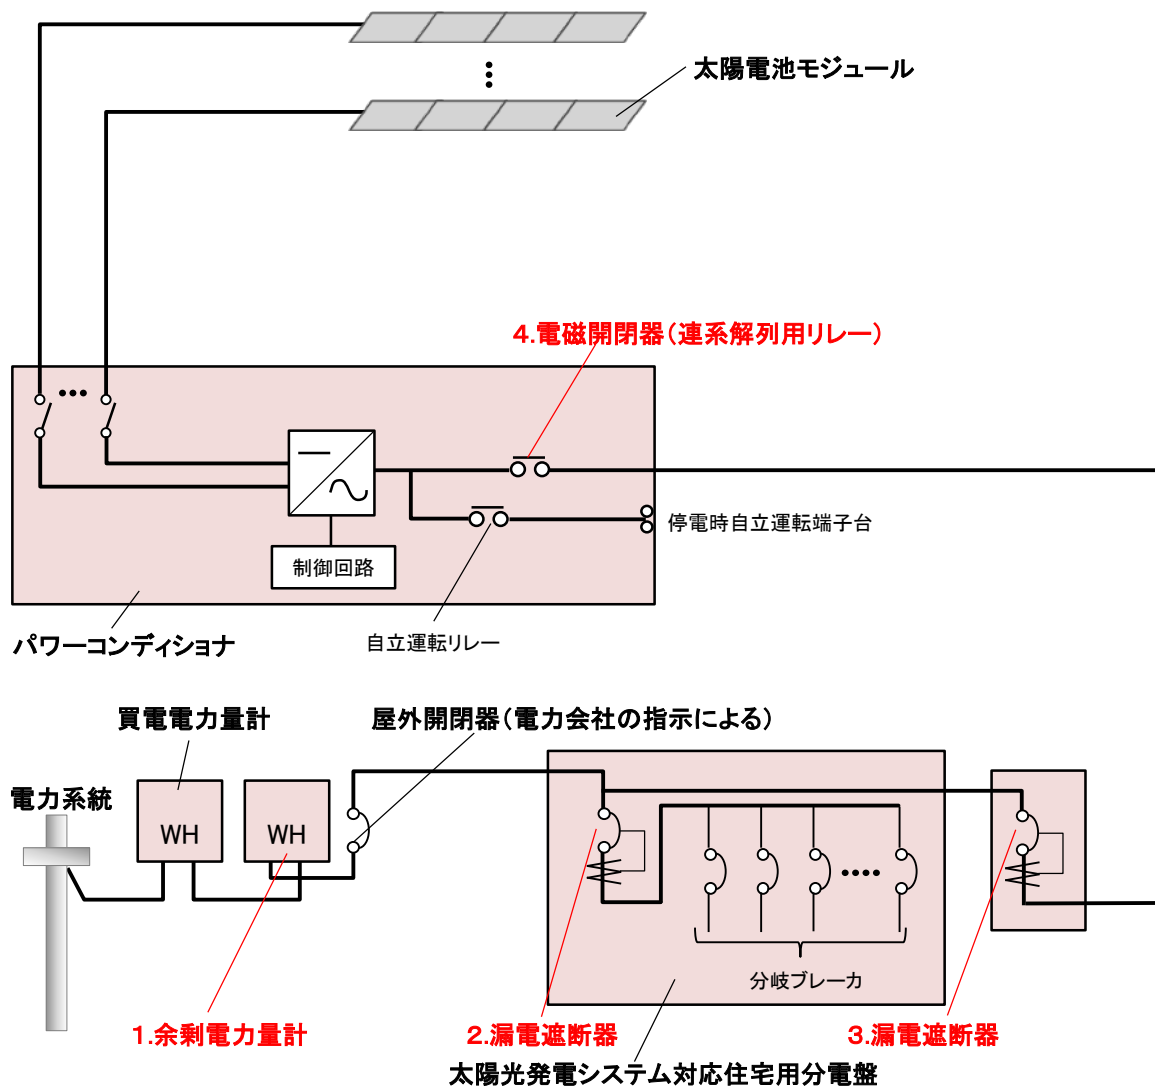 太陽電池モジュール
4.電磁開閉器（連系解列用リレー）
停電時自立運転端子台
制御回路
パワーコンディショナ
自立運転リレー
買電電力量計
屋外開閉器（電力会社の指示による）
電力系統
WH
WH
分岐ブレーカ
1.余剰電力量計
2.漏電遮断器
3.漏電遮断器
太陽光発電システム対応住宅用分電盤